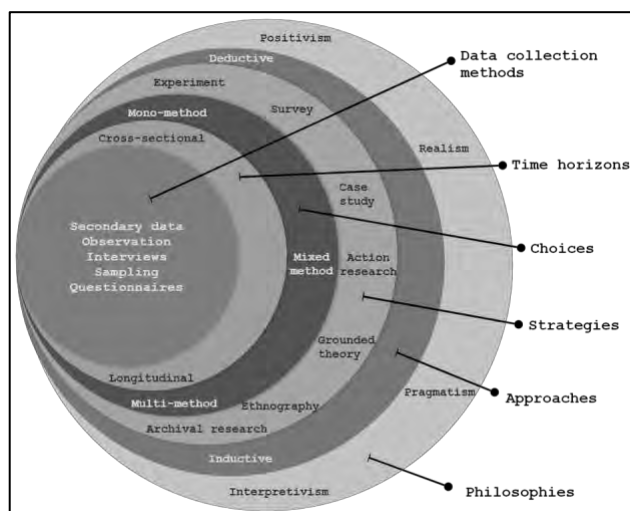 Positivism
Deductive
Experiment
Mono-method
Survey
Cross-sectional
Realism
Case
study
Secondary data
Observation
Interviews
Sampling
Questionnaires
Mixed
method
Action
research
Grounded
theory
Longitudinal
Multi-method
Ethnography
Pragmatism
Archival research
Inductive
Interpretivism
Data collection
methods
Time horizons
Choices
Strategies
Approaches
Philosophies